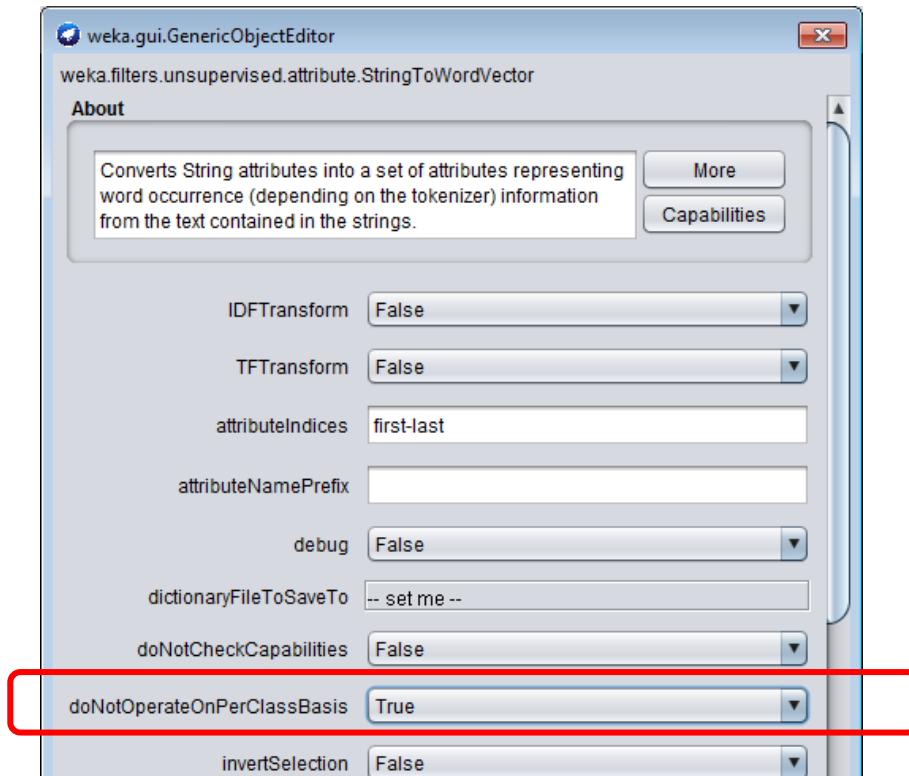 weka.gui.GenericObjectEditor
weka.filters.unsupervised.attribute.StringToWordVector
About
Converts String attributes into a set of attributes representing
word occurrence (depending on the tokenizer) information
from the text contained in the strings.
More
Capabilities
IDFTransform False
TFTransform False
attributeIndices first-last
attributeNamePrefix
debug False
dictionaryFileToSaveTo -- set me --
doNotCheckCapabilities False
doNotOperateOnPerClassBasis True
invertSelection False